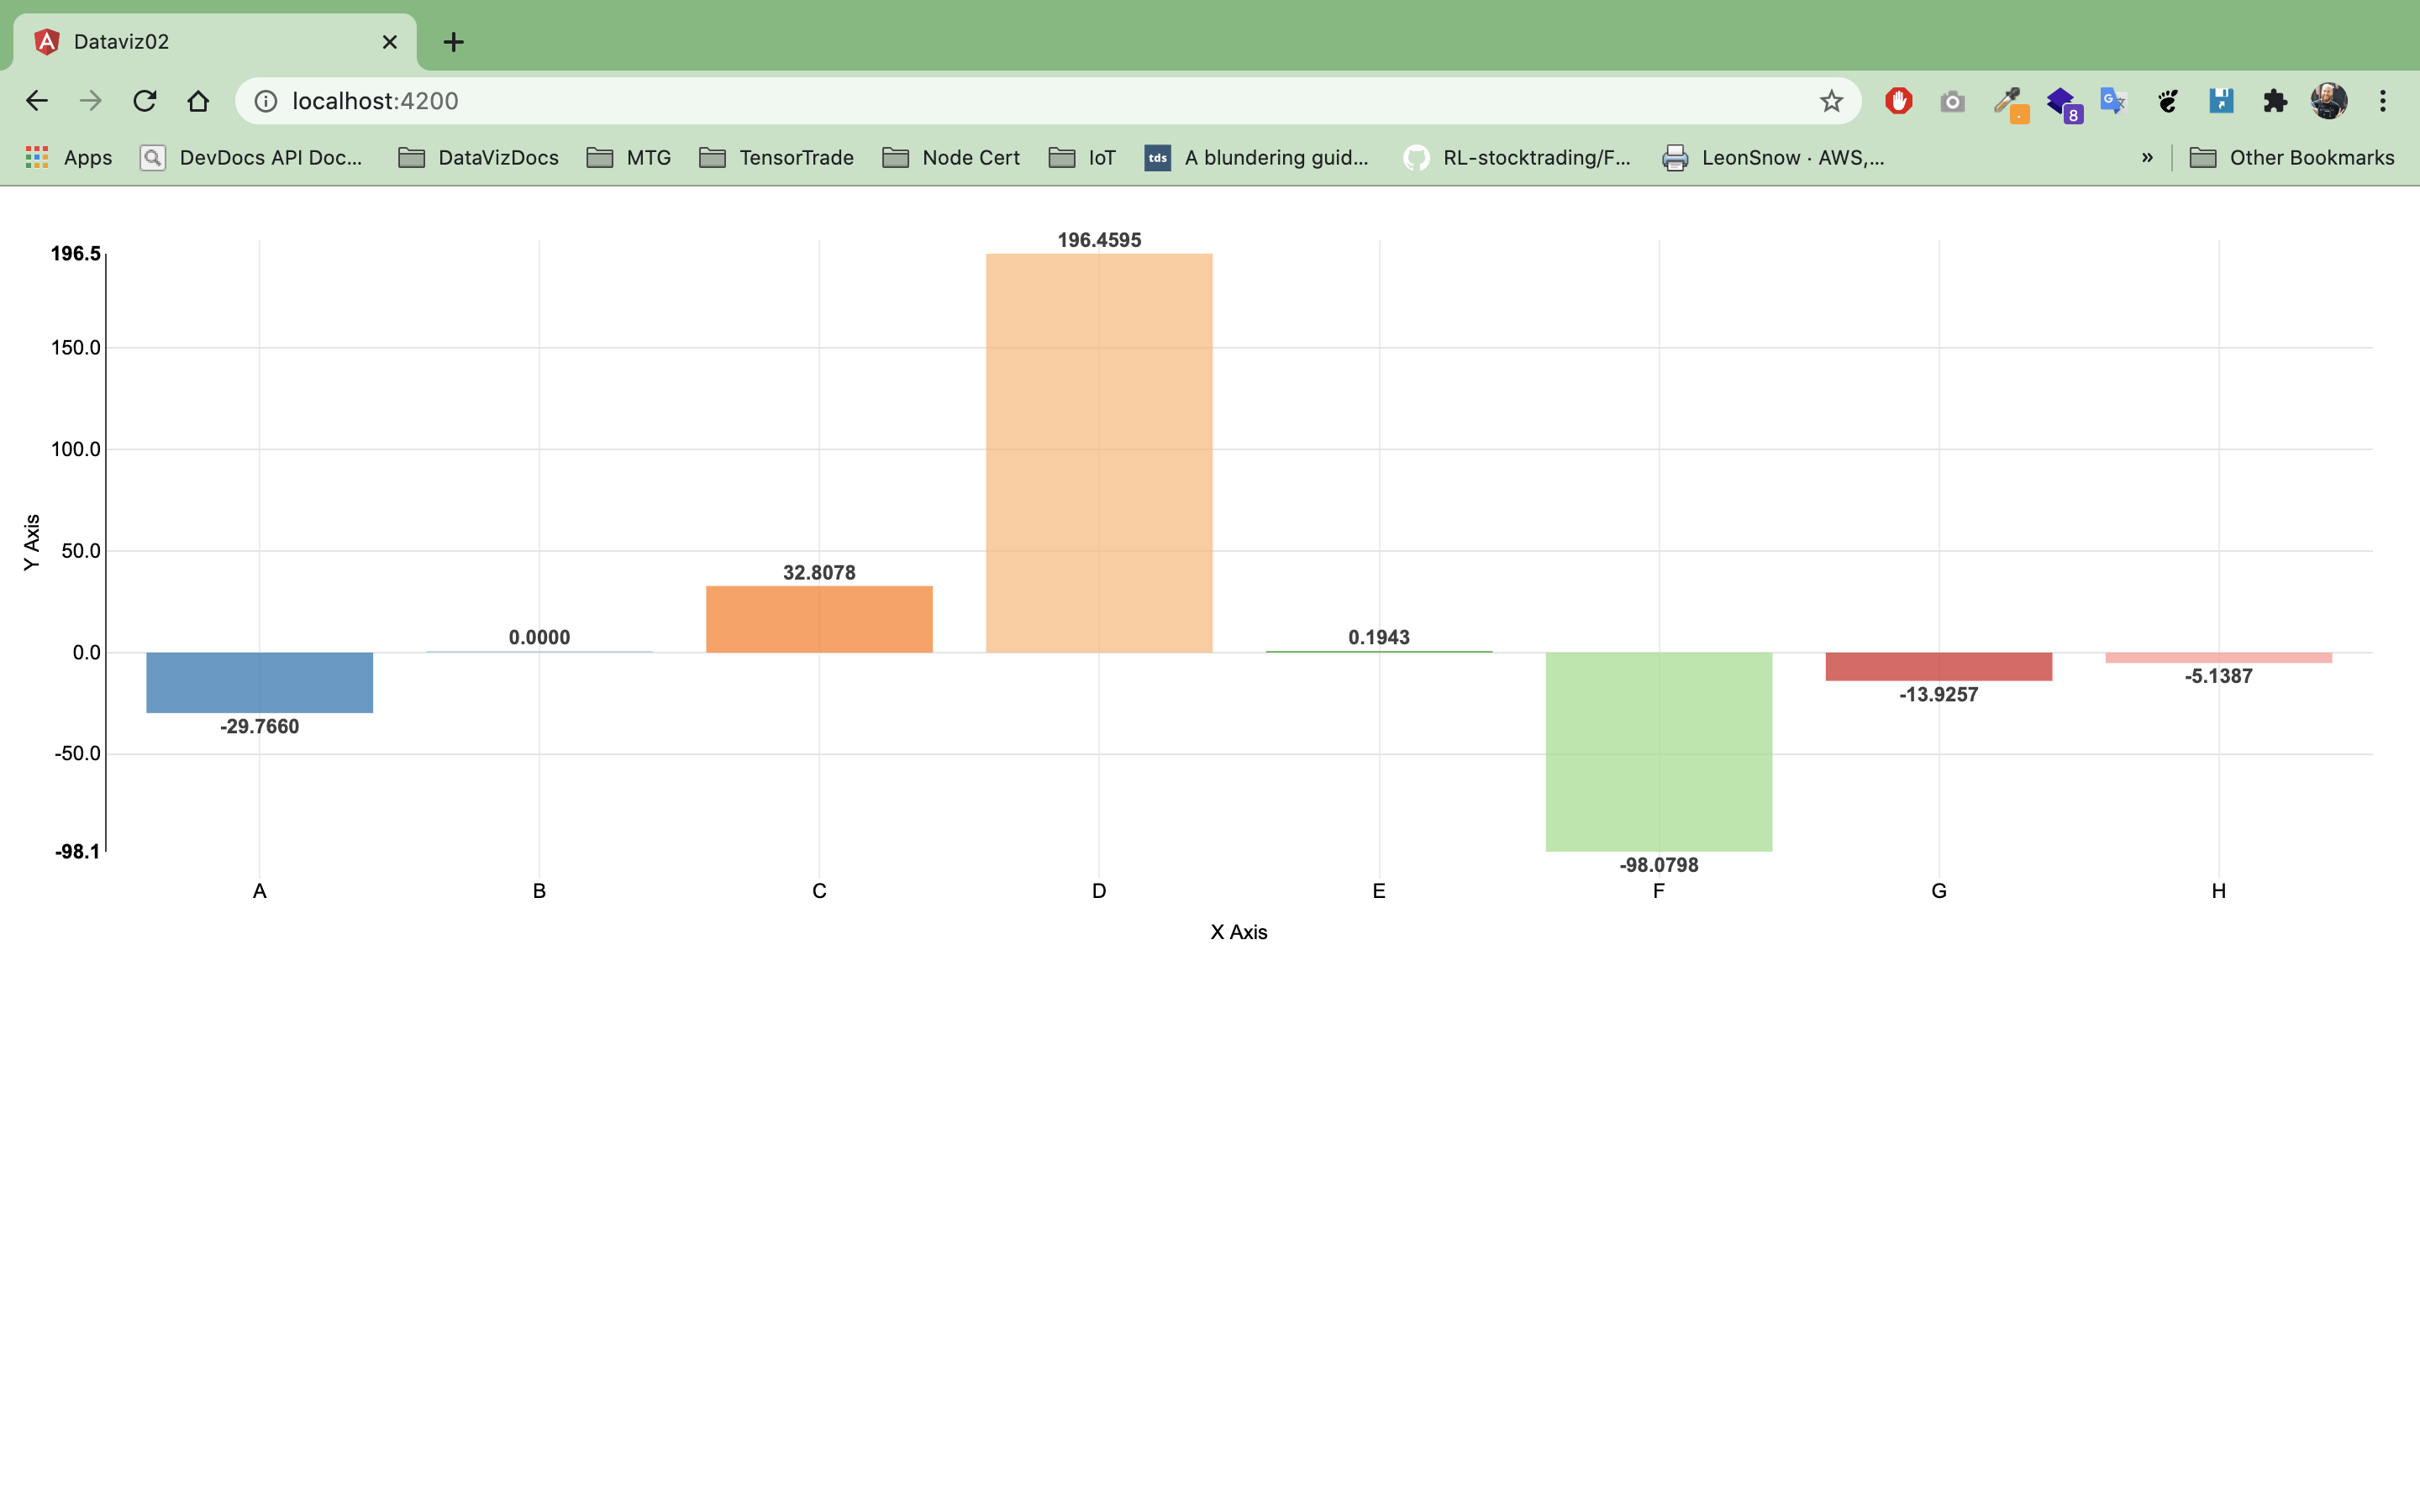 Dataviz02
localhost:4200
8
Apps DevDocs API Doc... DataVizDocs MTG TensorTrade Node Cert IoT tds A blundering guid... RL-stocktrading/F... LeonSnow · AWS,... » Other Bookmarks
196.4595
196.5
150.0
100.0
Y Axis
50.0
32.8078
0.0000
0.1943
0.0
-5.1387
-13.9257
-29.7660
-50.0
-98.1
-98.0798
A B C D E F G H
X Axis